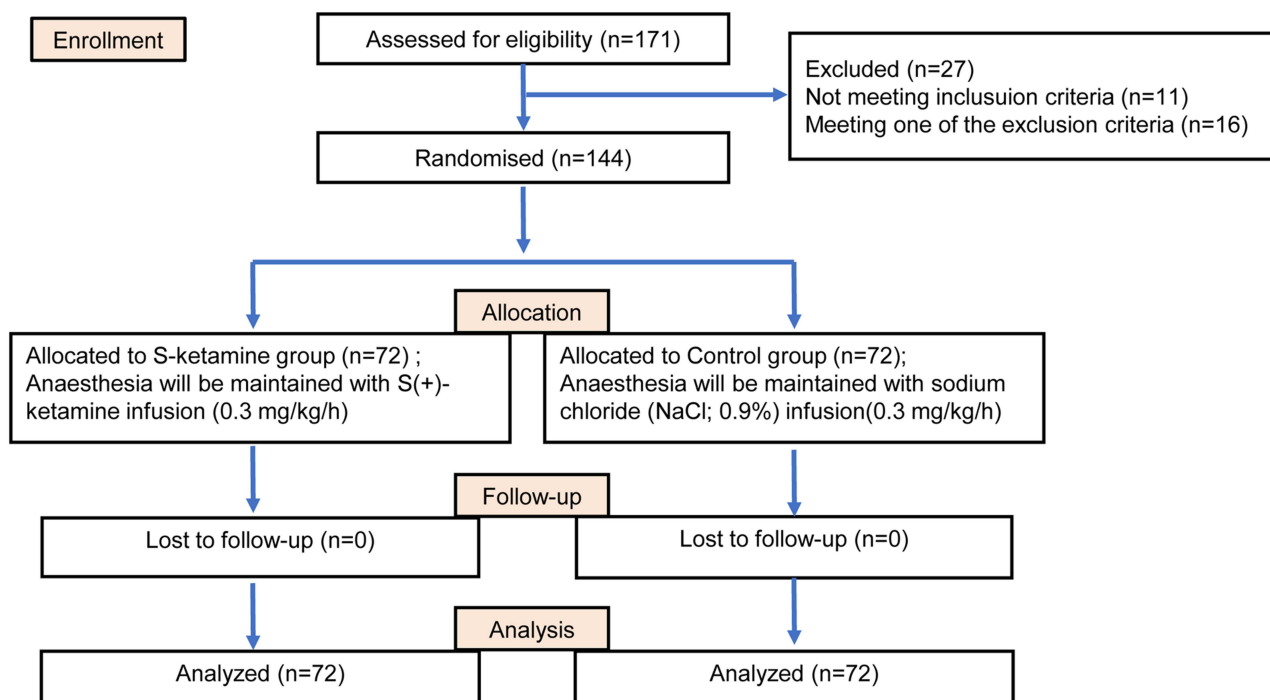 Enrollment
Assessed for eligibility (n=171)
Excluded (n=27)
Not meeting inclusuion criteria (n=11)
Meeting one of the exclusion criteria (n=16)
Randomised (n=144)
Allocation
Allocated to S-ketamine group (n=72) ;
Anaesthesia will be maintained with S(+)-
ketamine infusion (0.3 mg/kg/h)
Allocated to Control group (n=72);
Anaesthesia will be maintained with sodium
chloride (NaCl; 0.9%) infusion(0.3 mg/kg/h)
Follow-up
Lost to follow-up (n=0)
Lost to follow-up (n=0)
Analysis
Analyzed (n=72)
Analyzed (n=72)